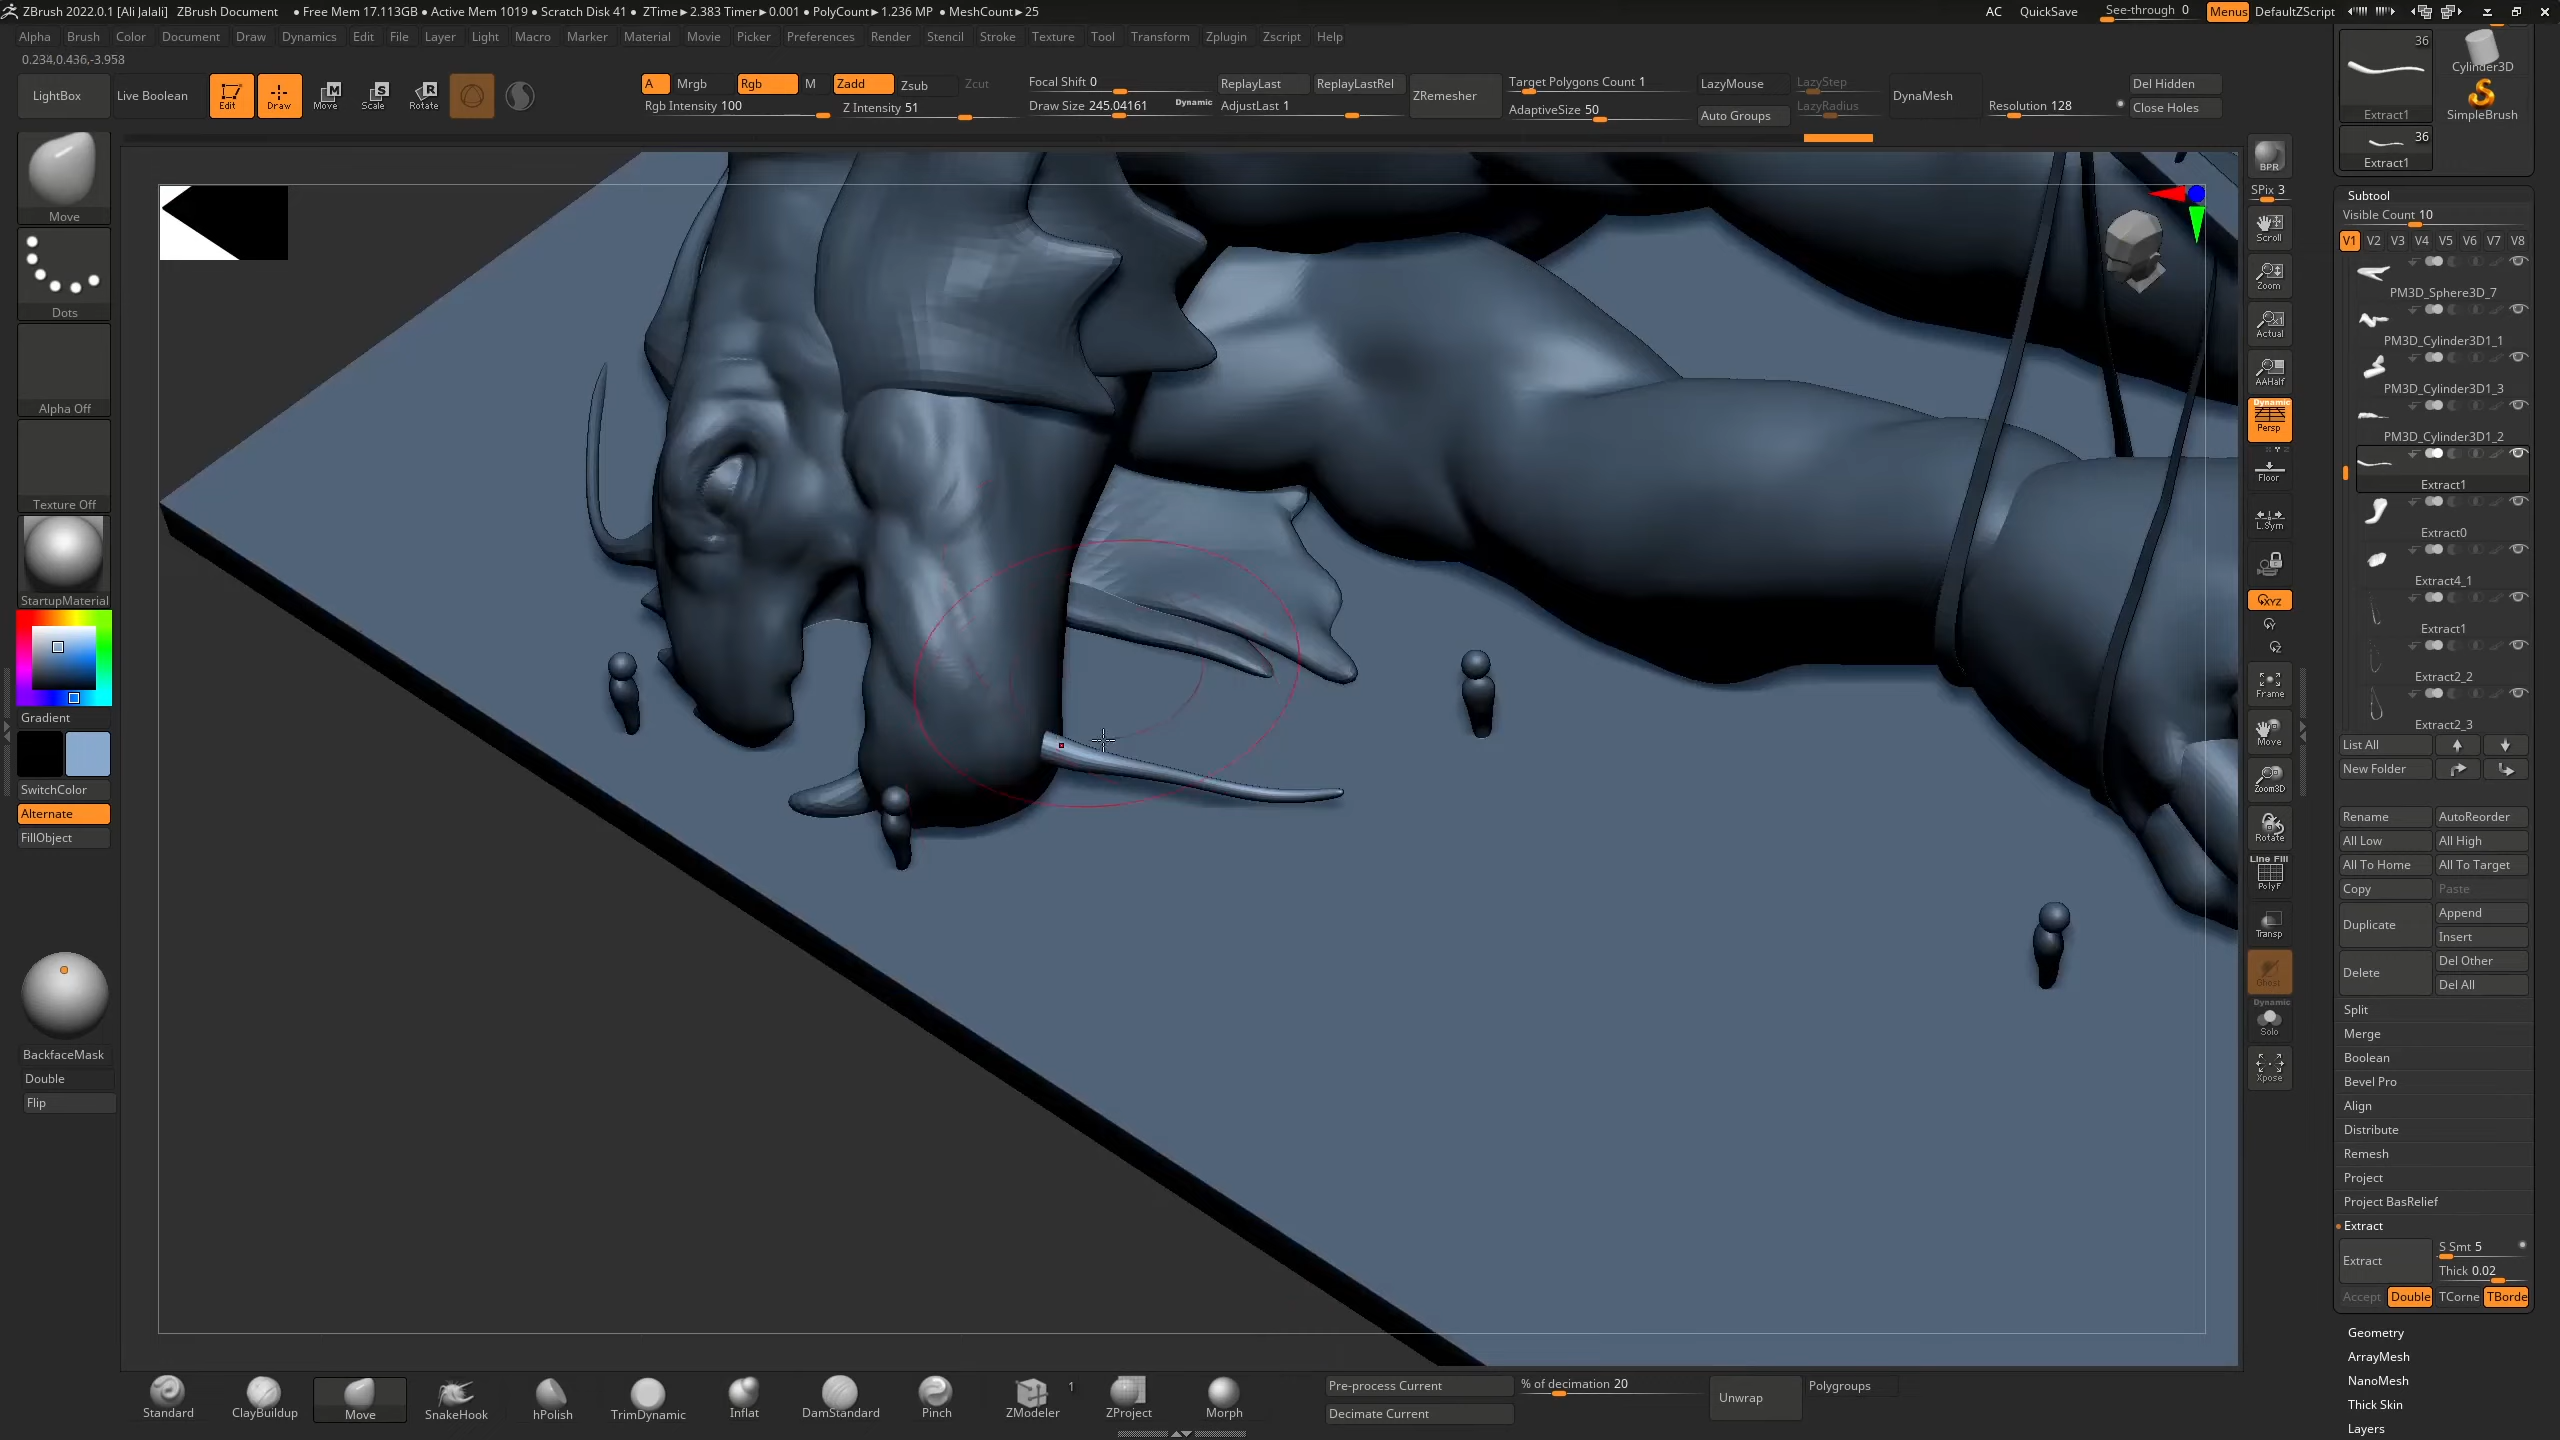 ZBrush 2022.0.1 [Ali Jalali] ZBrush Document ● Free Mem 17.113GB ● Active Mem 1019 ● Scratch Disk 41 ● ZTime►2.383 Timer►0.001 ● PolyCount►1.236 MP ● MeshCount►25 AC QuickSave See-through 0 Menus DefaultZScript
Alpha Brush Color Document Draw Dynamics Edit File Layer Light Macro Marker Material Movie Picker Preferences Render Stencil Stroke Texture Tool Transform Zplugin Zscript Help
0.234,0.436,-3.958
LightBox Live Boolean Edit Draw Move Scale Rotate
A Mrgb Rgb M Zadd Zsub Zcut
Rgb Intensity 100 Z Intensity 51
Focal Shift 0
Draw Size 245.04161 Dynamic
ReplayLast ReplayLastRel
AdjustLast 1
ZRemesher
Target Polygons Count 1
AdaptiveSize 50
LazyMouse LazyStep
Auto Groups LazyRadius
DynaMesh
Resolution 128
Del Hidden
Close Holes
Move
Dots
Alpha Off
Texture Off
StartupMaterial
Gradient
SwitchColor
Alternate
FillObject
BackfaceMask
Double
Flip
BPR
SPix 3
Scroll
Zoom
Actual
AAHalf
Dynamic
Persp
Floor
L.Sym
XYZ
Frame
Move
Zoom3D
Rotate
Line Fill
PolyF
Transp
Ghost
Dynamic
Solo
Xpose
36
Extract1
Cylinder3D
SimpleBrush
36
Extract1
Subtool
Visible Count 10
V1 V2 V3 V4 V5 V6 V7 V8
PM3D_Sphere3D_7
PM3D_Cylinder3D1_1
PM3D_Cylinder3D1_3
PM3D_Cylinder3D1_2
Extract1
Extract0
Extract4_1
Extract1
Extract2_2
Extract2_3
List All
New Folder
Rename AutoReorder
All Low All High
All To Home All To Target
Copy Paste
Duplicate Append
Insert
Delete Del Other
Del All
Split
Merge
Boolean
Bevel Pro
Align
Distribute
Remesh
Project
Project BasRelief
Extract
Extract S Smt 5
Thick 0.02
Accept Double TCorne TBorde
Geometry
ArrayMesh
NanoMesh
Thick Skin
Layers
Standard ClayBuildup Move SnakeHook hPolish TrimDynamic Inflat DamStandard Pinch ZModeler 1 ZProject Morph
Pre-process Current % of decimation 20
Decimate Current
Unwrap
Polygroups